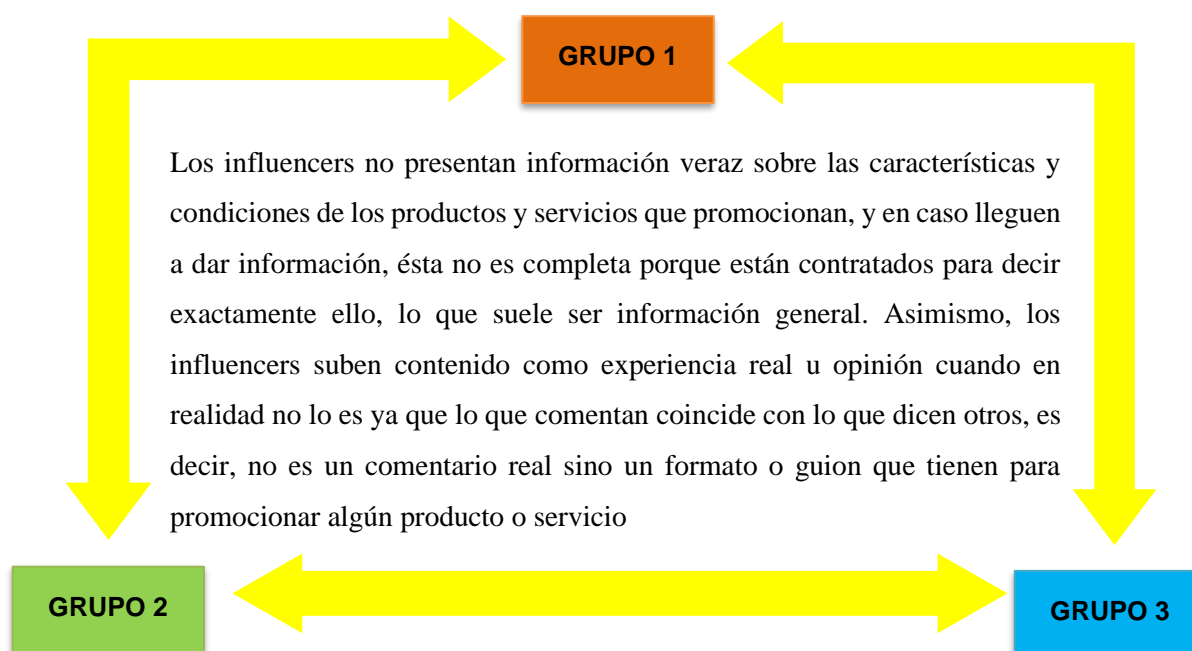 GRUPO 1
Los influencers no presentan información veraz sobre las características y
condiciones de los productos y servicios que promocionan, y en caso lleguen
a dar información, ésta no es completa porque están contratados para decir
exactamente ello, lo que suele ser información general. Asimismo, los
influencers suben contenido como experiencia real u opinión cuando en
realidad no lo es ya que lo que comentan coincide con lo que dicen otros, es
decir, no es un comentario real sino un formato o guion que tienen para
promocionar algún producto o servicio
GRUPO 2
GRUPO 3